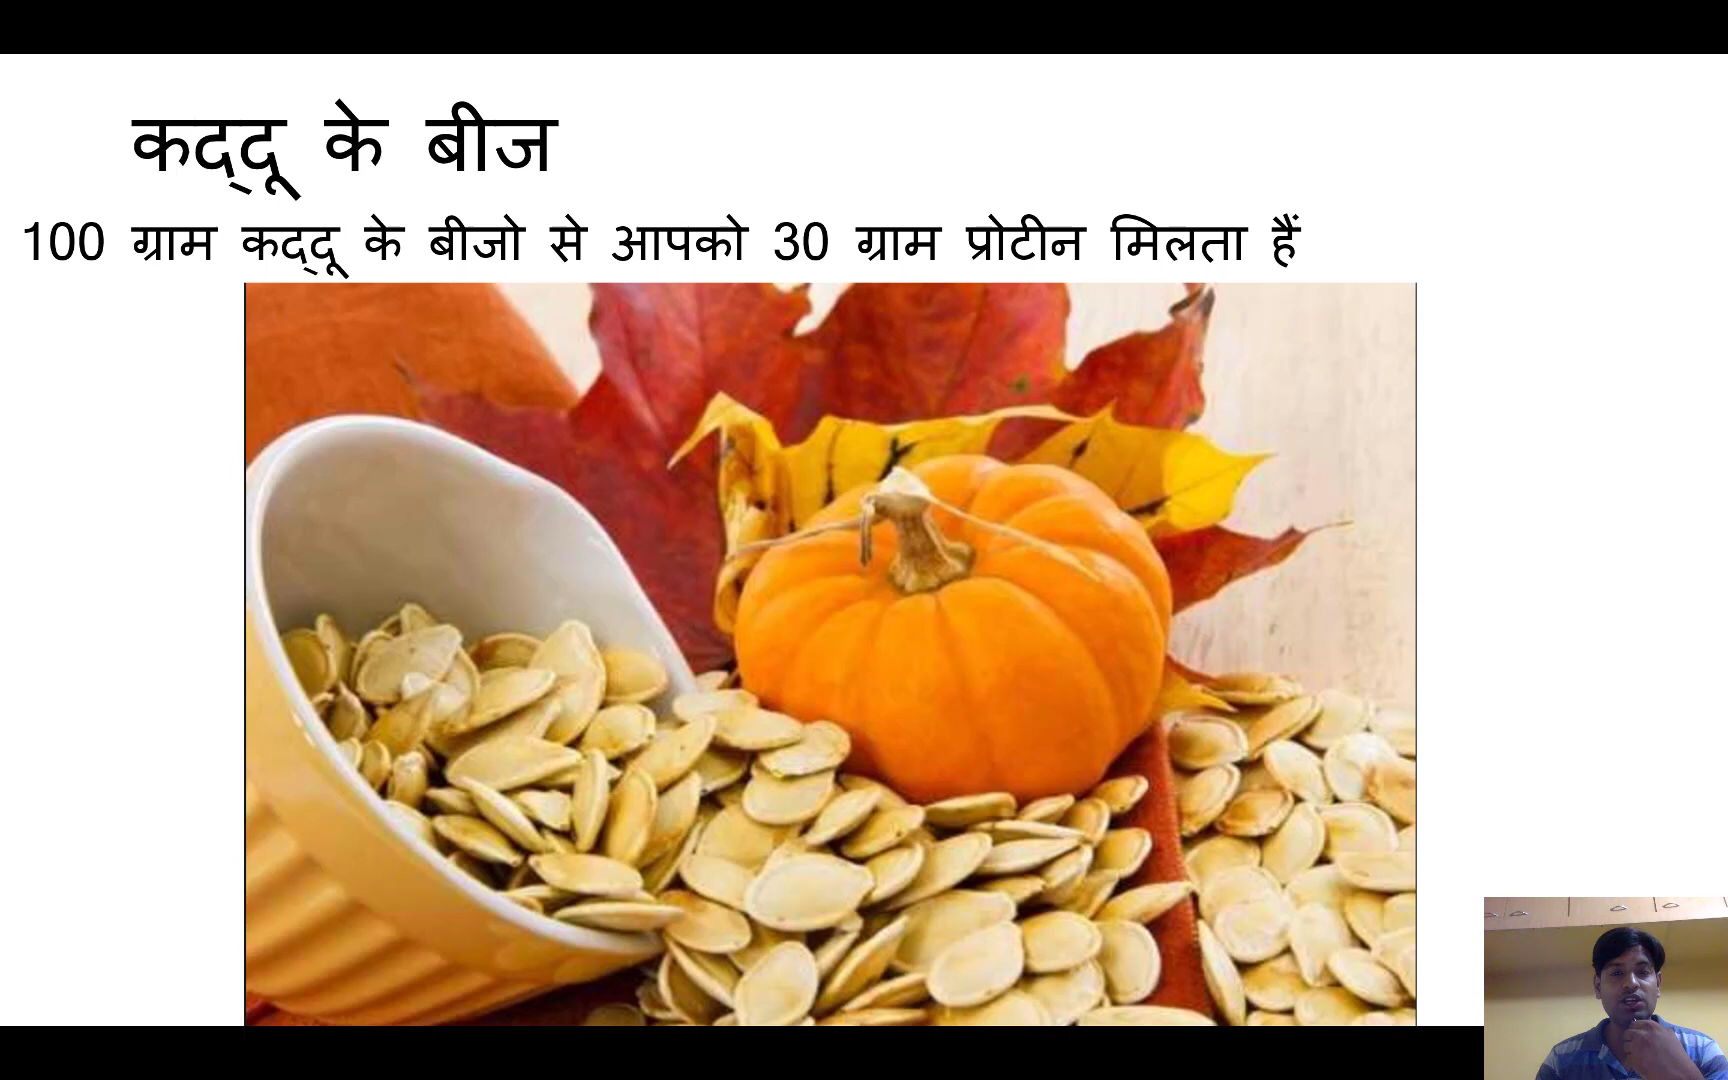 कद्‌दू के बीज
100 ग्राम कद्‌दू के बीजो से आपको 30 ग्राम प्रोटीन मिलता हैं